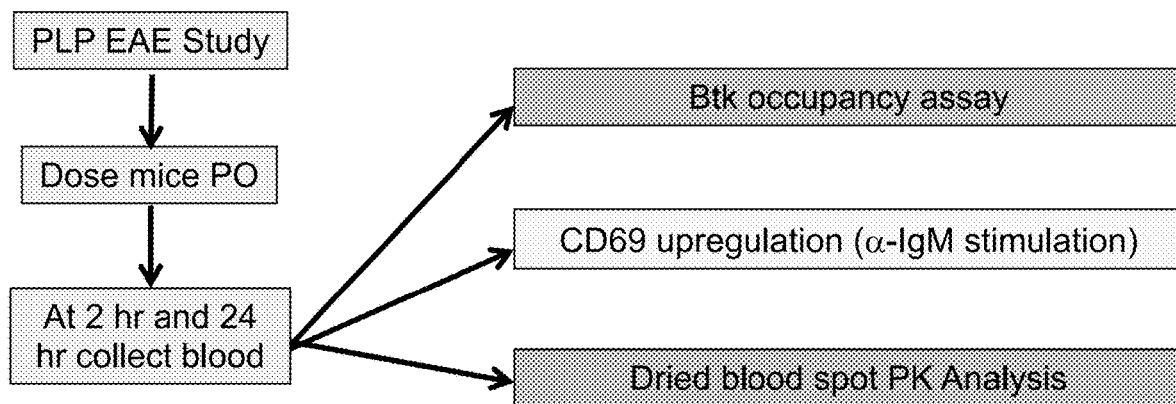 PLP EAE Study
Dose mice PO
At 2 hr and 24
hr collect blood
Btk occupancy assay
CD69 upregulation (α-IgM stimulation)
Dried blood spot PK Analysis